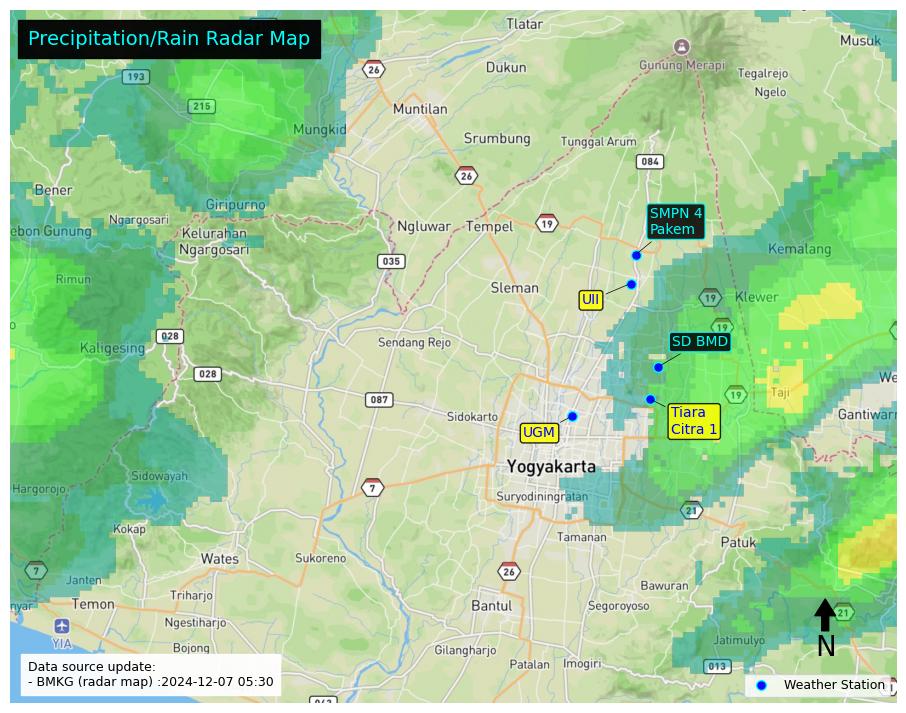 Precipitation/Rain Radar Map
Tlatar
Musuk
Gunung Merapi
Tegalrejo
Ngelo
193
26
Dukun
215
Muntilan
Mungkid
Srumbung
Tunggal Arum
084
26
Bener
Giripurno
Ngargosari
ebon Gunung
Kelurahan
Ngargosari
Ngluwar
Tempel
19
SMPN 4
Pakem
Kemalang
035
Rimun
Sleman
UII
19
Klewer
19
028
Kaligesing
Sendang Rejo
SD BMD
028
We
087
19
Taji
Sidokarto
UGM
Tiara
Citra 1
Gantiwar
Yogyakarta
Sidowayah
Hargorojo
7
Suryodiningratan
21
Kokap
Tamanan
Patuk
Wates
Sukoreno
7
26
Janten
Bawuran
nyar
Temon
Triharjo
Bantul
Segoroyoso
21
Ngestiharjo
YIA
N
Bojong
Gilangharjo
Jatimulyo
Patalan
Imogiri
013
Data source update:
- BMKG (radar map) :2024-12-07 05:30
Weather Station